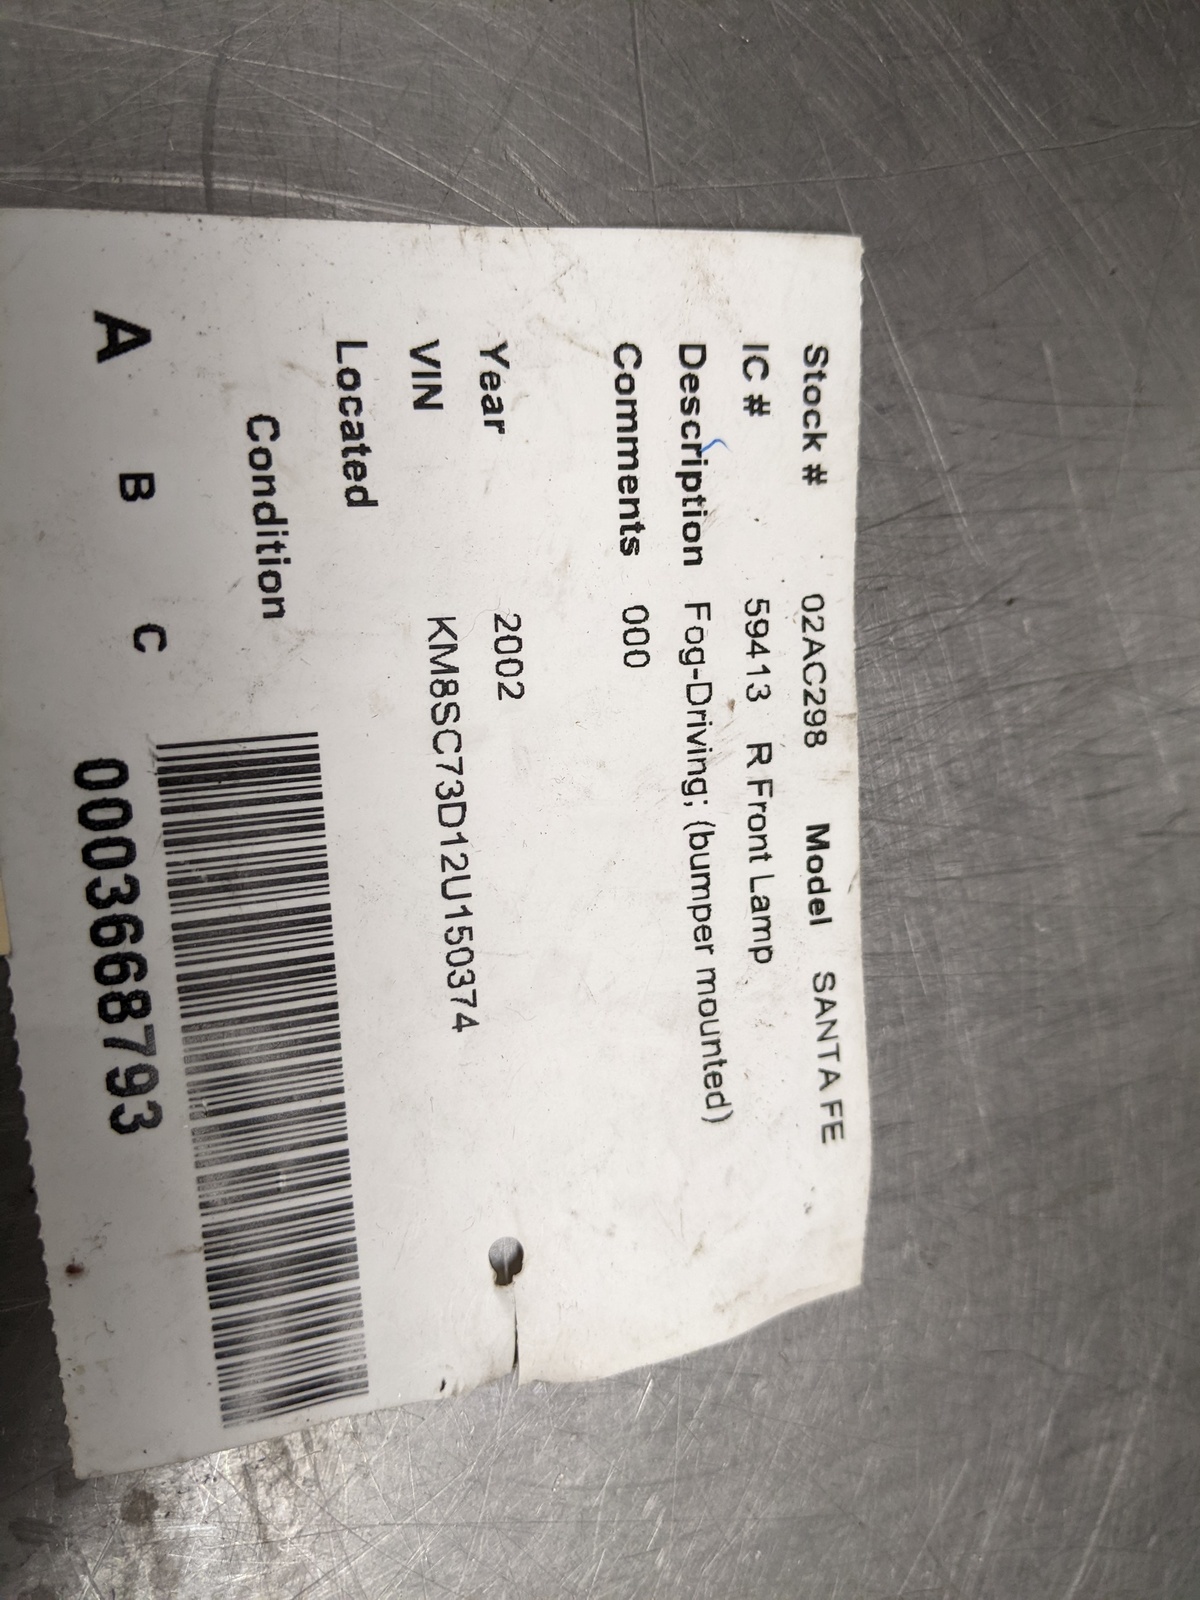 Stock # 02AC298 Model SANTA FE
IC # 59413 R Front Lamp
Description Fog-Driving; (bumper mounted)
Comments 000
Year 2002
VIN KM8SC73D12U150374
Located
Condition
A B C
0003668793